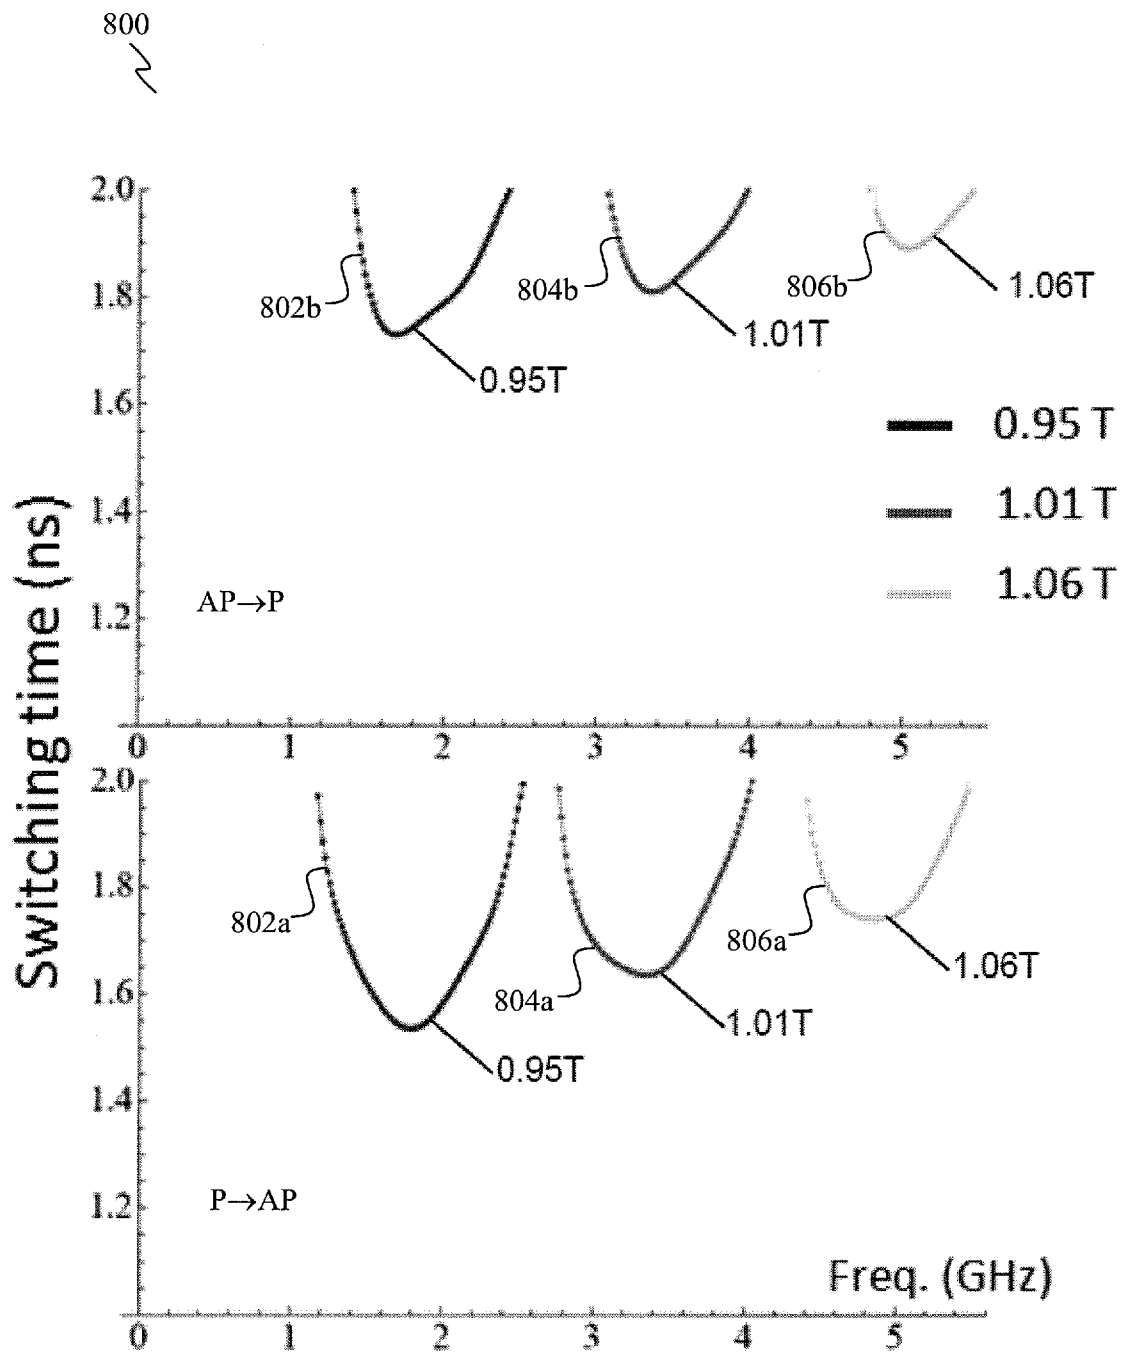 800
2.0
1.8
1.6
1.4
1.2
802b
804b
806b
0.95T
1.01T
1.06T
0.95 T
1.01 T
1.06 T
AP→P
0 1 2 3 4 5
Switching time (ns)
2.0
1.8
1.6
1.4
1.2
802a
804a
806a
0.95T
1.01T
1.06T
P→AP
Freq. (GHz)
0 1 2 3 4 5